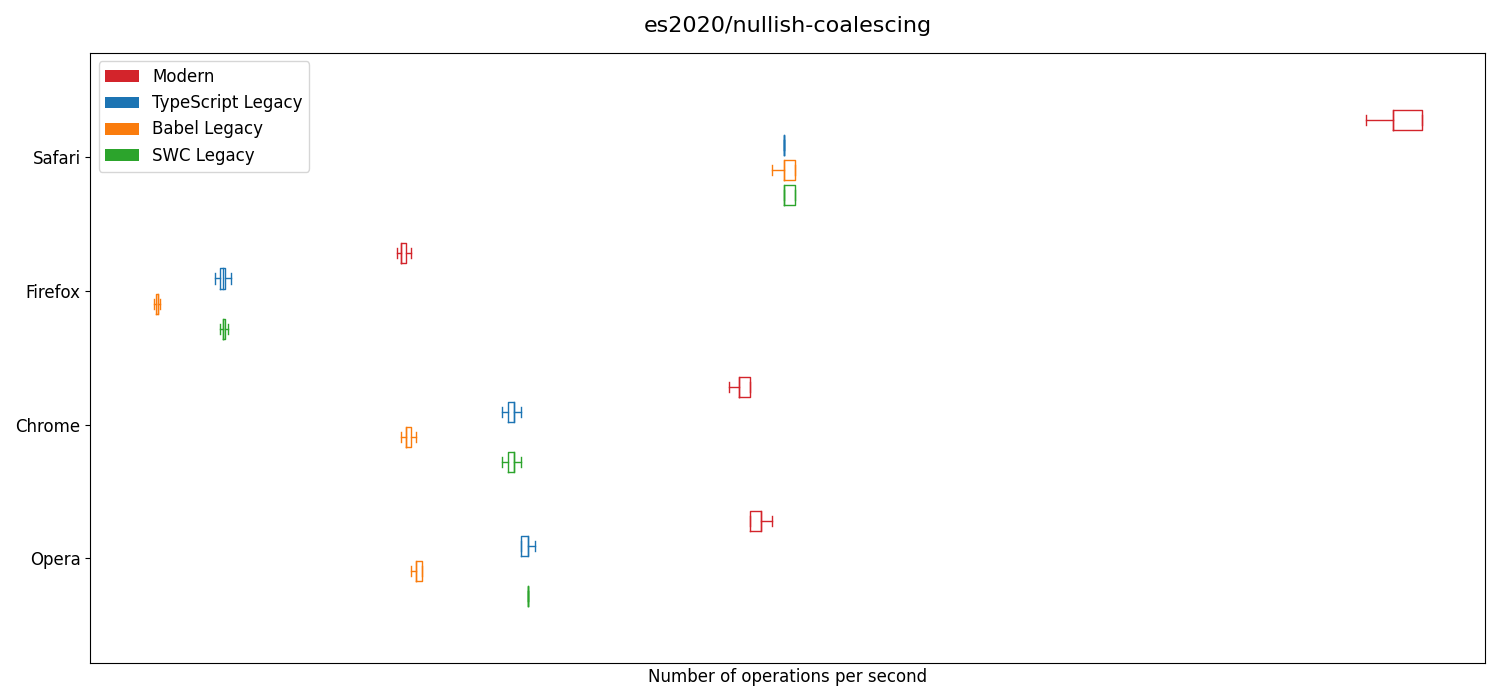 es2020/nullish-coalescing
Modern
TypeScript Legacy
Babel Legacy
SWC Legacy
Safari
Firefox
Chrome
Opera
Number of operations per second